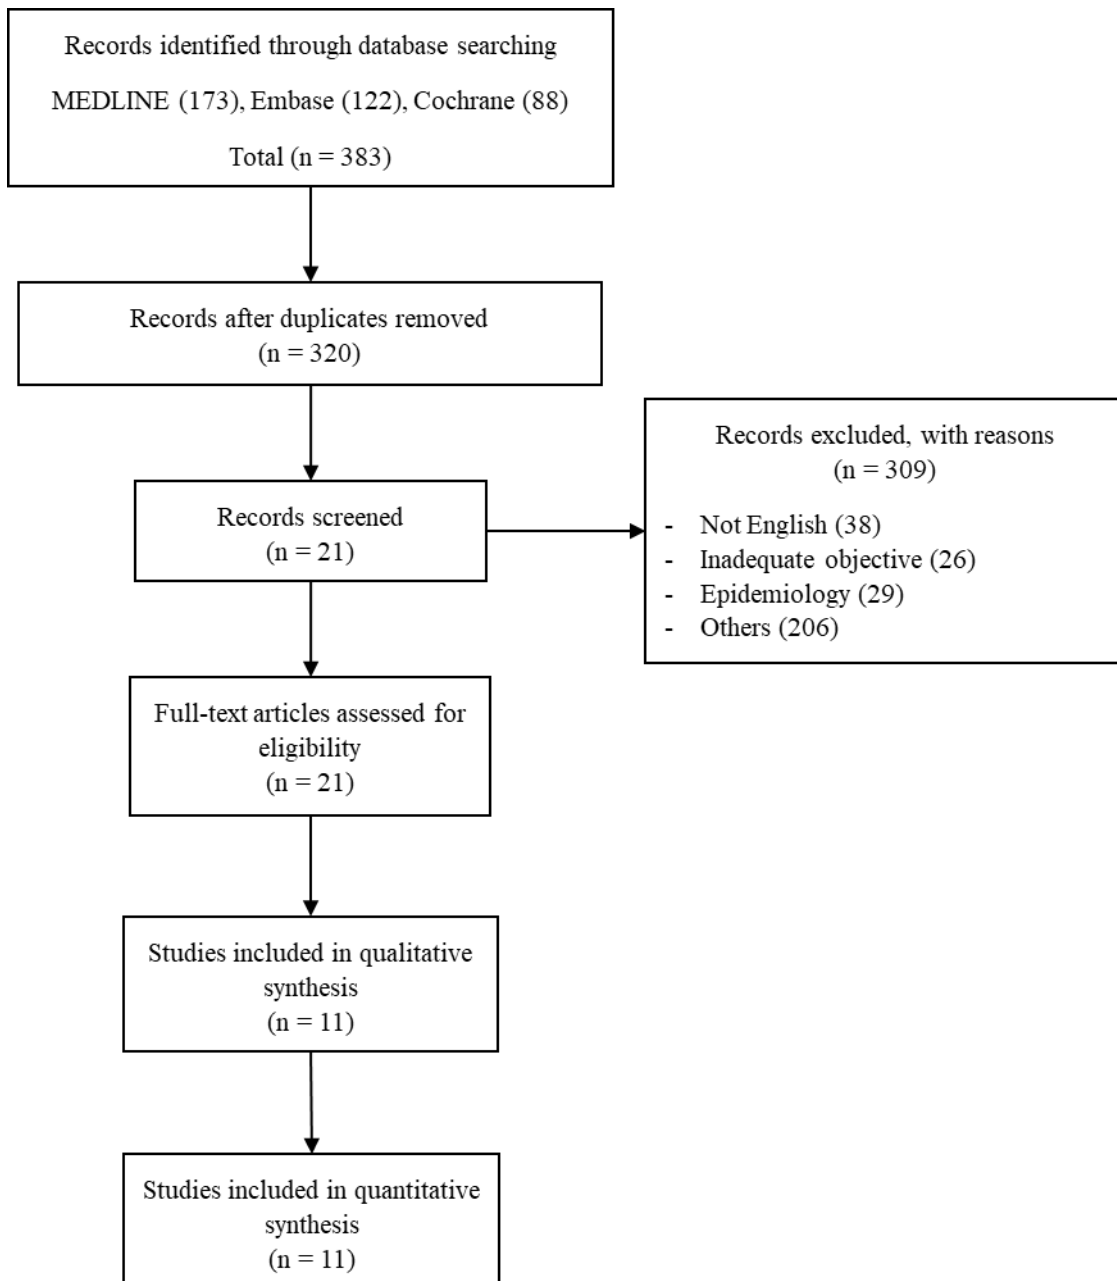 Records identified through database searching
MEDLINE (173), Embase (122), Cochrane (88)
Total (n = 383)
Records after duplicates removed
(n = 320)
Records excluded, with reasons
(n = 309)
- Not English (38)
- Inadequate objective (26)
- Epidemiology (29)
- Others (206)
Records screened
(n = 21)
Full-text articles assessed for
eligibility
(n = 21)
Studies included in qualitative
synthesis
(n = 11)
Studies included in quantitative
synthesis
(n = 11)